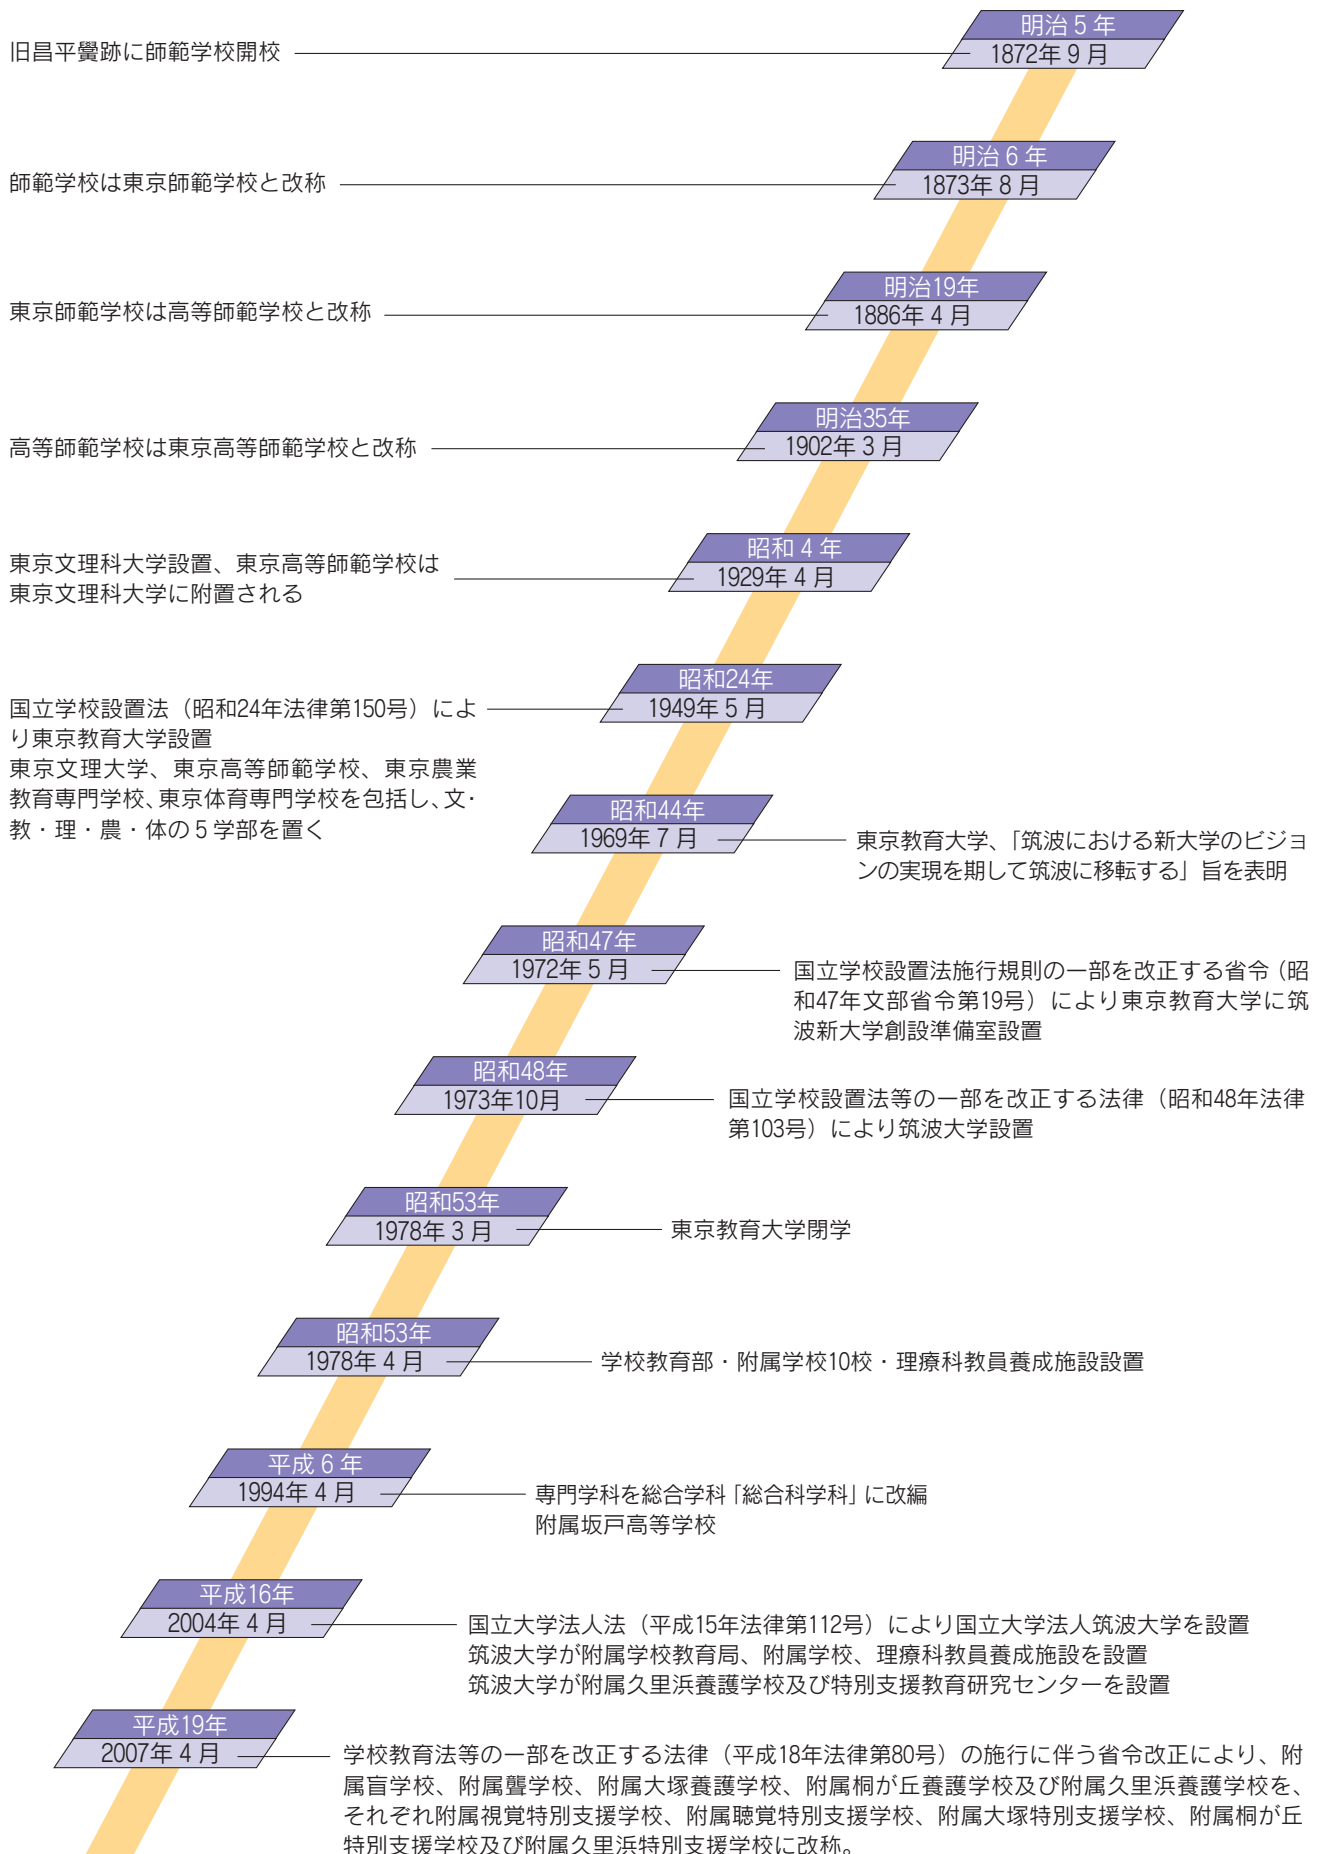 明治5年
1872年9月
旧昌平黌跡に師範学校開校
明治6年
1873年8月
師範学校は東京師範学校と改称
明治19年
1886年4月
東京師範学校は高等師範学校と改称
明治35年
1902年3月
高等師範学校は東京高等師範学校と改称
昭和4年
1929年4月
東京文理科大学設置、東京高等師範学校は
東京文理科大学に附置される
昭和24年
1949年5月
国立学校設置法（昭和24年法律第150号）によ
り東京教育大学設置
東京文理大学、東京高等師範学校、東京農業
教育専門学校、東京体育専門学校を包括し、文・
教・理・農・体の5学部を置く
昭和44年
1969年7月
東京教育大学、「筑波における新大学のビジョ
ンの実現を期して筑波に移転する」旨を表明
昭和47年
1972年5月
国立学校設置法施行規則の一部を改正する省令（昭
和47年文部省令第19号）により東京教育大学に筑
波新大学創設準備室設置
昭和48年
1973年10月
国立学校設置法等の一部を改正する法律（昭和48年法律
第103号）により筑波大学設置
昭和53年
1978年3月
東京教育大学閉学
昭和53年
1978年4月
学校教育部・附属学校10校・理療科教員養成施設設置
平成6年
1994年4月
専門学科を総合学科「総合科学科」に改編
附属坂戸高等学校
平成16年
2004年4月
国立大学法人法（平成15年法律第112号）により国立大学法人筑波大学を設置
筑波大学が附属学校教育局、附属学校、理療科教員養成施設を設置
筑波大学が附属久里浜養護学校及び特別支援教育研究センターを設置
平成19年
2007年4月
学校教育法等の一部を改正する法律（平成18年法律第80号）の施行に伴う省令改正により、附
属盲学校、附属聾学校、附属大塚養護学校、附属桐が丘養護学校及び附属久里浜養護学校を、
それぞれ附属視覚特別支援学校、附属聴覚特別支援学校、附属大塚特別支援学校、附属桐が丘
特別支援学校及び附属久里浜特別支援学校に改称。